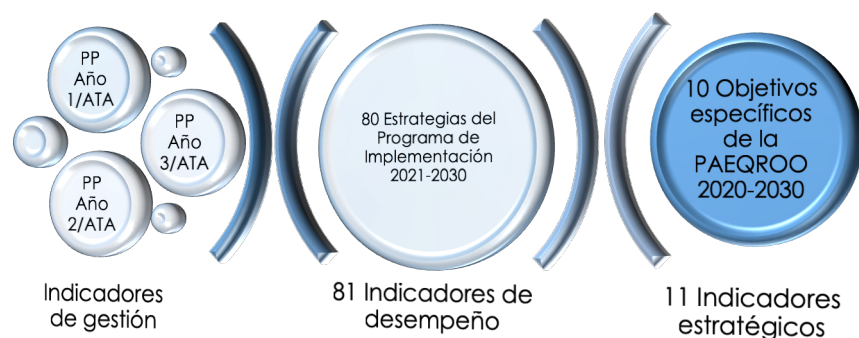 PP
Año
1/ATA
PP
Año
3/ATA
PP
Año
2/ATA
80 Estrategias del
Programa de
Implementación
2021-2030
10 Objetivos
específicos
de la
PAEQROO
2020-2030
Indicadores
de gestión
81 Indicadores de
desempeño
11 Indicadores
estratégicos